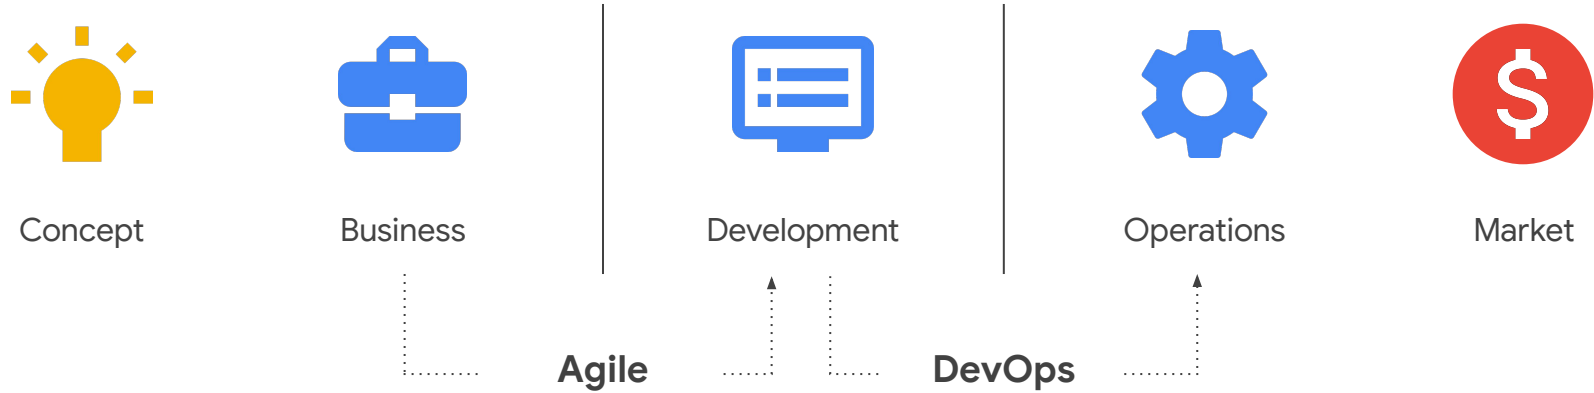 Concept
Business
Development
Operations
Market
Agile
DevOps